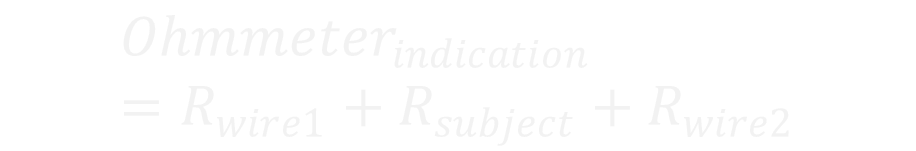 Ohmmeter_indication
= R_wire1 + R_subject + R_wire2